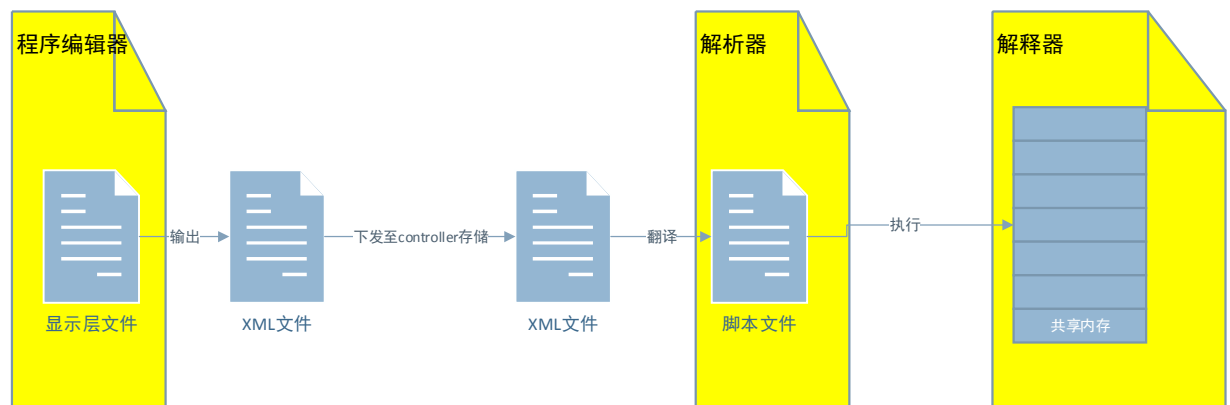 程序编辑器
解析器
解释器
输出
下发至controller存储
翻译
执行
显示层文件
XML文件
XML文件
脚本文件
共享内存